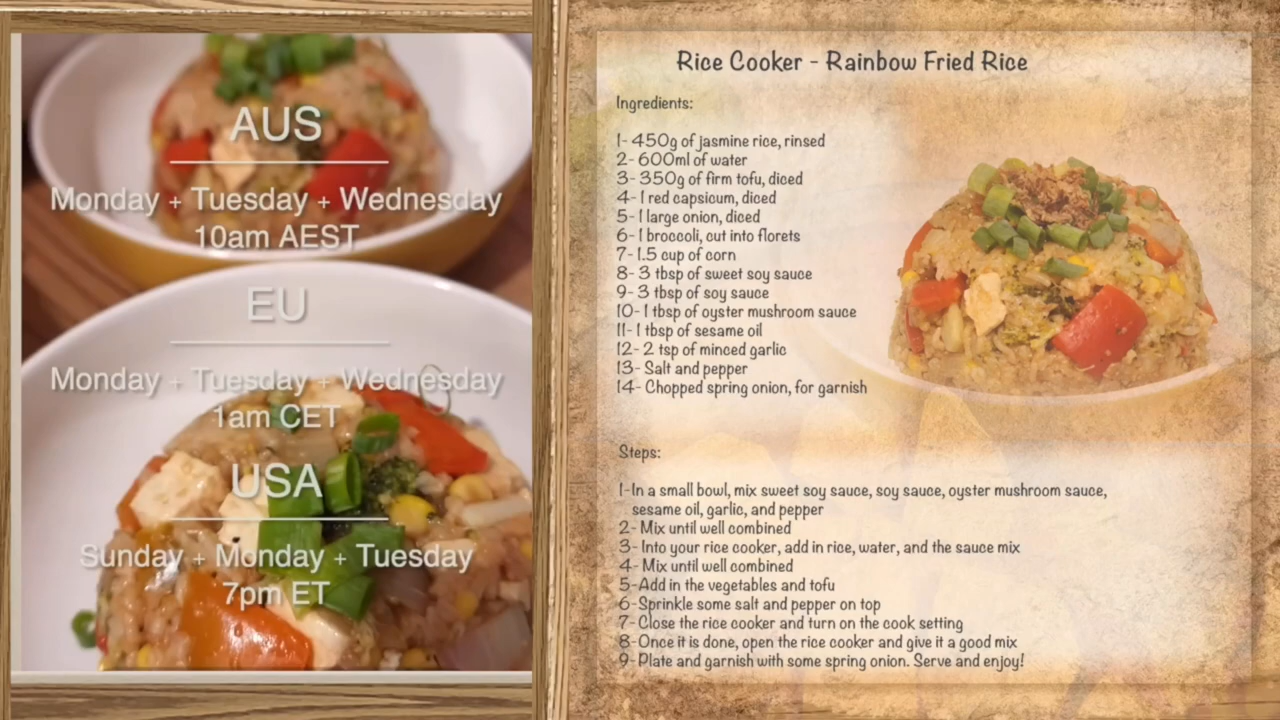 AUS
Monday + Tuesday + Wednesday
10am AEST
EU
Monday + Tuesday + Wednesday
1am CET
USA
Sunday + Monday + Tuesday
7pm ET
Rice Cooker - Rainbow Fried Rice
Ingredients:
1- 450g of jasmine rice, rinsed
2- 600ml of water
3- 350g of firm tofu, diced
4- 1 red capsicum, diced
5- 1 large onion, diced
6- 1 broccoli, cut into florets
7- 1.5 cup of corn
8- 3 tbsp of sweet soy sauce
9- 3 tbsp of soy sauce
10- 1 tbsp of oyster mushroom sauce
11- 1 tbsp of sesame oil
12- 2 tsp of minced garlic
13- Salt and pepper
14- Chopped spring onion, for garnish
Steps:
1-In a small bowl, mix sweet soy sauce, soy sauce, oyster mushroom sauce,
sesame oil, garlic, and pepper
2- Mix until well combined
3- Into your rice cooker, add in rice, water, and the sauce mix
4- Mix until well combined
5-Add in the vegetables and tofu
6-Sprinkle some salt and pepper on top
7- Close the rice cooker and turn on the cook setting
8-Once it is done, open the rice cooker and give it a good mix
9-Plate and garnish with some spring onion. Serve and enjoy!